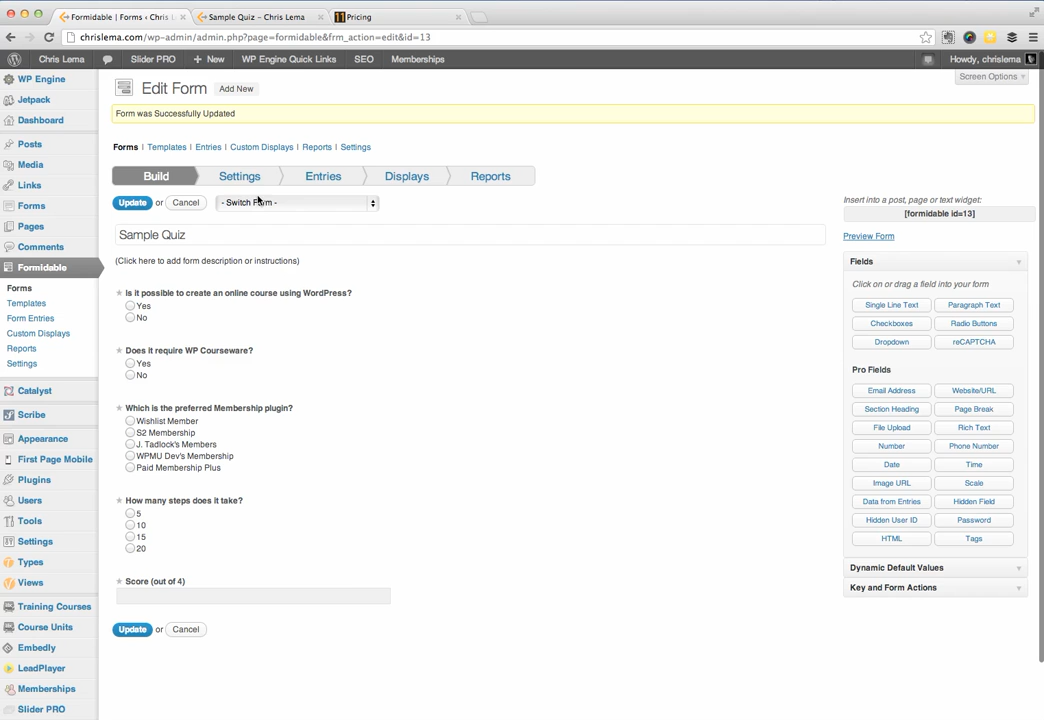 Formidable | Forms ‹ Chris L
Sample Quiz – Chris Lema
Pricing
chrislema.com/wp-admin/admin.php?page=formidable&frm_action=edit&id=13
Chris Lema
Slider PRO
+ New
WP Engine Quick Links
SEO
Memberships
Howdy, chrislema
WP Engine
Jetpack
Dashboard
Posts
Media
Links
Forms
Pages
Comments
Formidable
Forms
Templates
Form Entries
Custom Displays
Reports
Settings
Catalyst
Scribe
Appearance
First Page Mobile
Plugins
Users
Tools
Settings
Types
Views
Training Courses
Course Units
Embedly
LeadPlayer
Memberships
Slider PRO
Screen Options
Edit Form
Add New
Form was Successfully Updated
Forms | Templates | Entries | Custom Displays | Reports | Settings
Build
Settings
Entries
Displays
Reports
Update or Cancel
- Switch Form -
Sample Quiz
(Click here to add form description or instructions)
* Is it possible to create an online course using WordPress?
Yes
No
* Does it require WP Courseware?
Yes
No
* Which is the preferred Membership plugin?
Wishlist Member
S2 Membership
J. Tadlock's Members
WPMU Dev's Membership
Paid Membership Plus
* How many steps does it take?
5
10
15
20
* Score (out of 4)
Update or Cancel
Insert into a post, page or text widget:
[formidable id=13]
Preview Form
Fields
Click on or drag a field into your form
Single Line Text
Paragraph Text
Checkboxes
Radio Buttons
Dropdown
reCAPTCHA
Pro Fields
Email Address
Website/URL
Section Heading
Page Break
File Upload
Rich Text
Number
Phone Number
Date
Time
Image URL
Scale
Data from Entries
Hidden Field
Hidden User ID
Password
HTML
Tags
Dynamic Default Values
Key and Form Actions